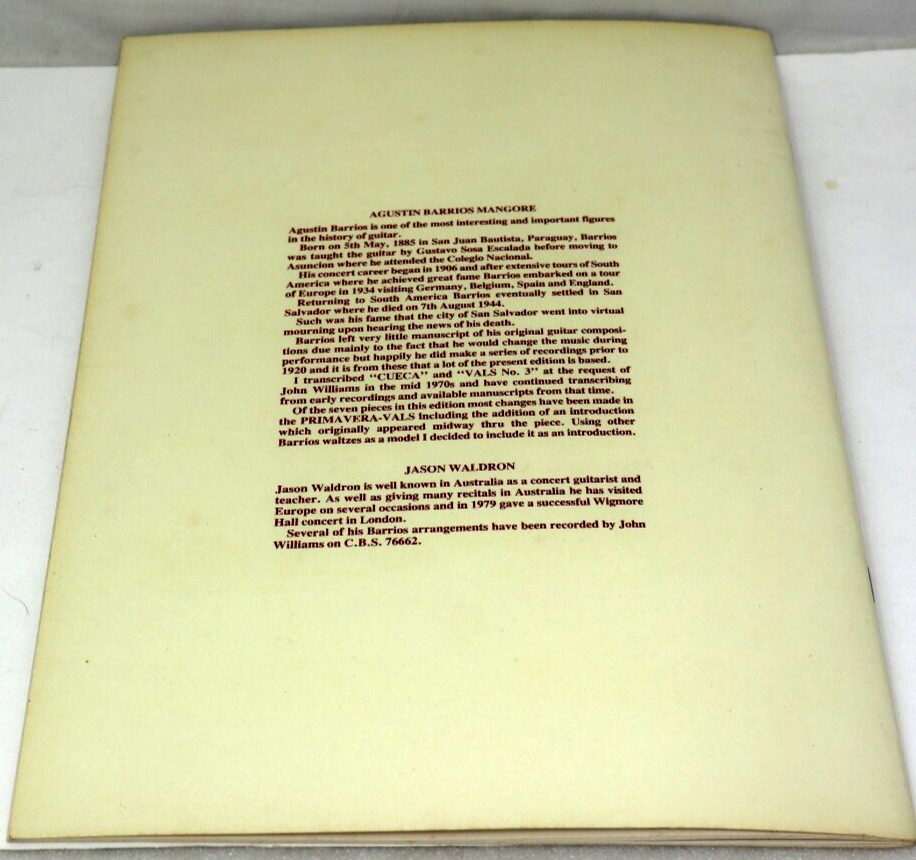 AGUSTIN BARRIOS MANGORE
Agustin Barrios is one of the most interesting and important figures
in the history of guitar.
Born on 5th May, 1885 in San Juan Bautista, Paraguay, Barrios
was taught the guitar by Gustavo Sosa Escalada before moving to
Asuncion where he attended the Colegio Nacional.
His concert career began in 1906 and after extensive tours of South
America where he achieved great fame Barrios embarked on a tour
of Europe in 1934 visiting Germany, Belgium, Spain and England.
Returning to South America Barrios eventually settled in San
Salvador where he died on 7th August 1944.
Such was his fame that the city of San Salvador went into virtual
mourning upon hearing the news of his death.
Barrios left very little manuscript of his original guitar composi-
tions due mainly to the fact that he would change the music during
performance but happily he did make a series of recordings prior to
1920 and it is from these that a lot of the present edition is based.
I transcribed "CUECA" and "VALS No. 3" at the request of
John Williams in the mid 1970s and have continued transcribing
from early recordings and available manuscripts from that time.
Of the seven pieces in this edition most changes have been made in
the PRIMAVERA-VALS including the addition of an introduction
which originally appeared midway thru the piece. Using other
Barrios waltzes as a model I decided to include it as an introduction.
JASON WALDRON
Jason Waldron is well known in Australia as a concert guitarist and
teacher. As well as giving many recitals in Australia he has visited
Europe on several occasions and in 1979 gave a successful Wigmore
Hall concert in London.
Several of his Barrios arrangements have been recorded by John
Williams on C.B.S. 76662.